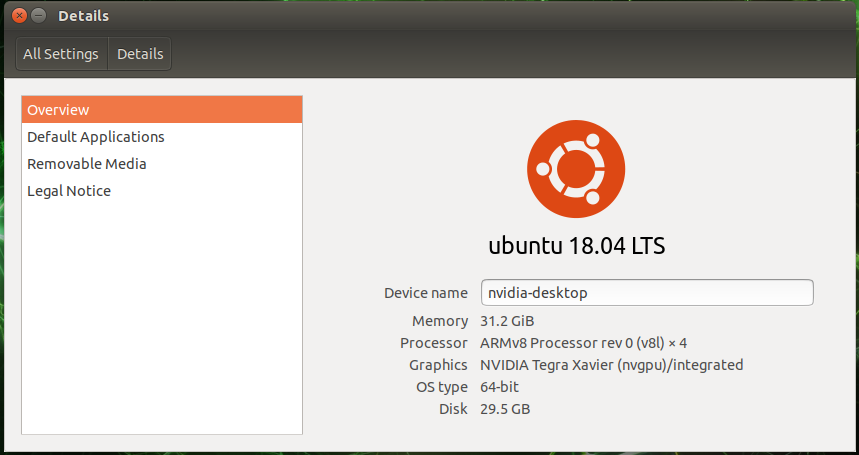 Details
All Settings Details
Overview
Default Applications
Removable Media
Legal Notice
ubuntu 18.04 LTS
Device name nvidia-desktop
Memory 31.2 GiB
Processor ARMv8 Processor rev 0 (v8l) × 4
Graphics NVIDIA Tegra Xavier (nvgpu)/integrated
OS type 64-bit
Disk 29.5 GB